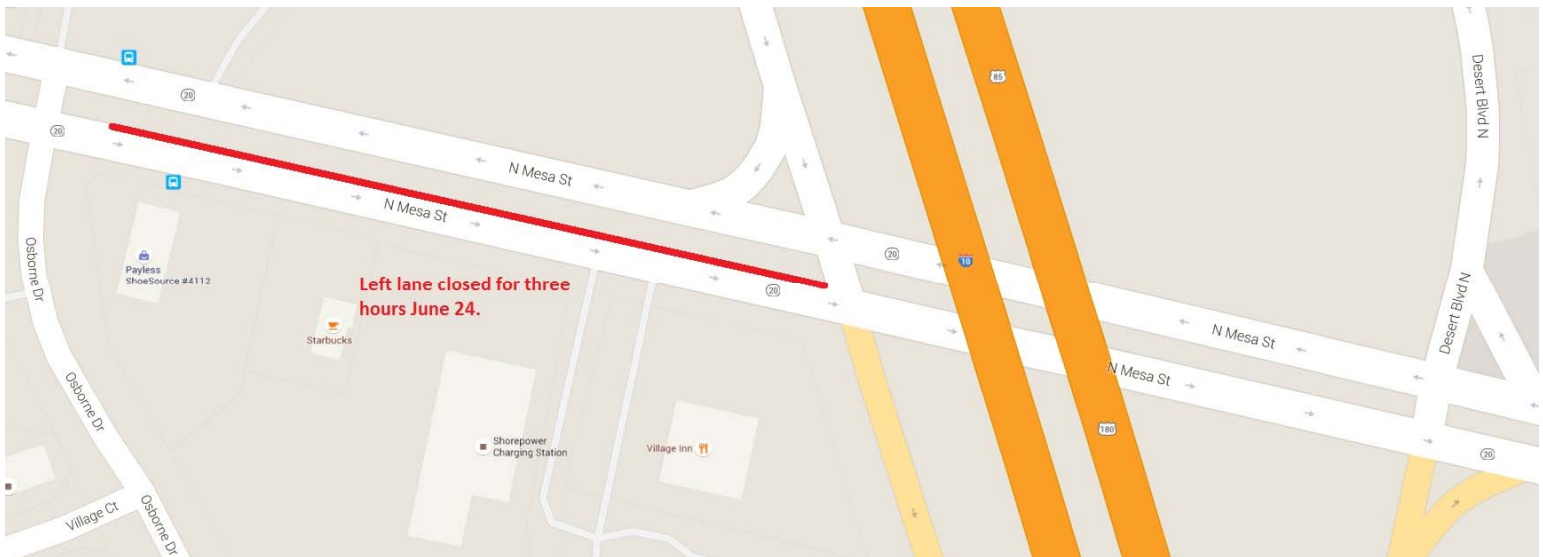 85
Desert Blvd N
20
N Mesa St
20
N Mesa St
20
10
Osborne Dr
Payless
ShoeSource #4112
Left lane closed for three
hours June 24.
20
Desert Blvd N
N Mesa St
Starbucks
N Mesa St
Osborne Dr
Shorepower
Charging Station
Village Inn
180
20
Village Ct
Osborne Dr